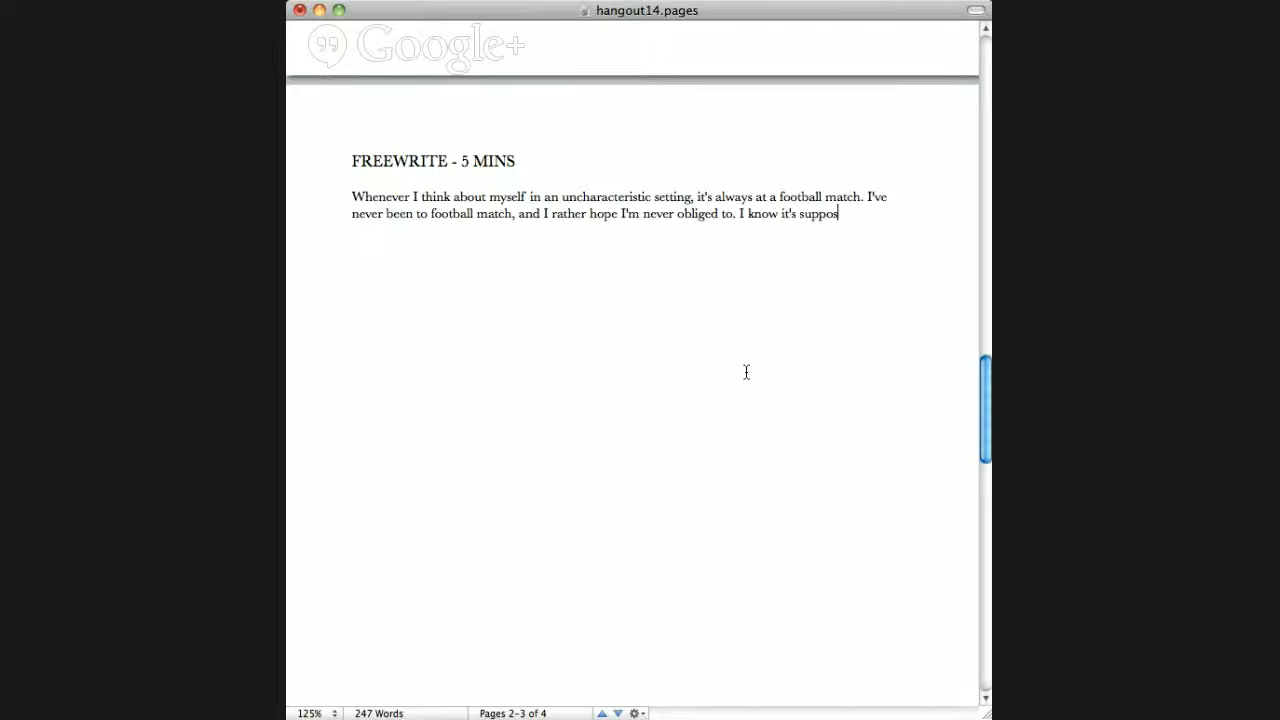 hangout14.pages
Google+
FREEWRITE - 5 MINS
Whenever I think about myself in an uncharacteristic setting, it's always at a football match. I've
never been to football match, and I rather hope I'm never obliged to. I know it's suppos
125%
247 Words
Pages 2-3 of 4